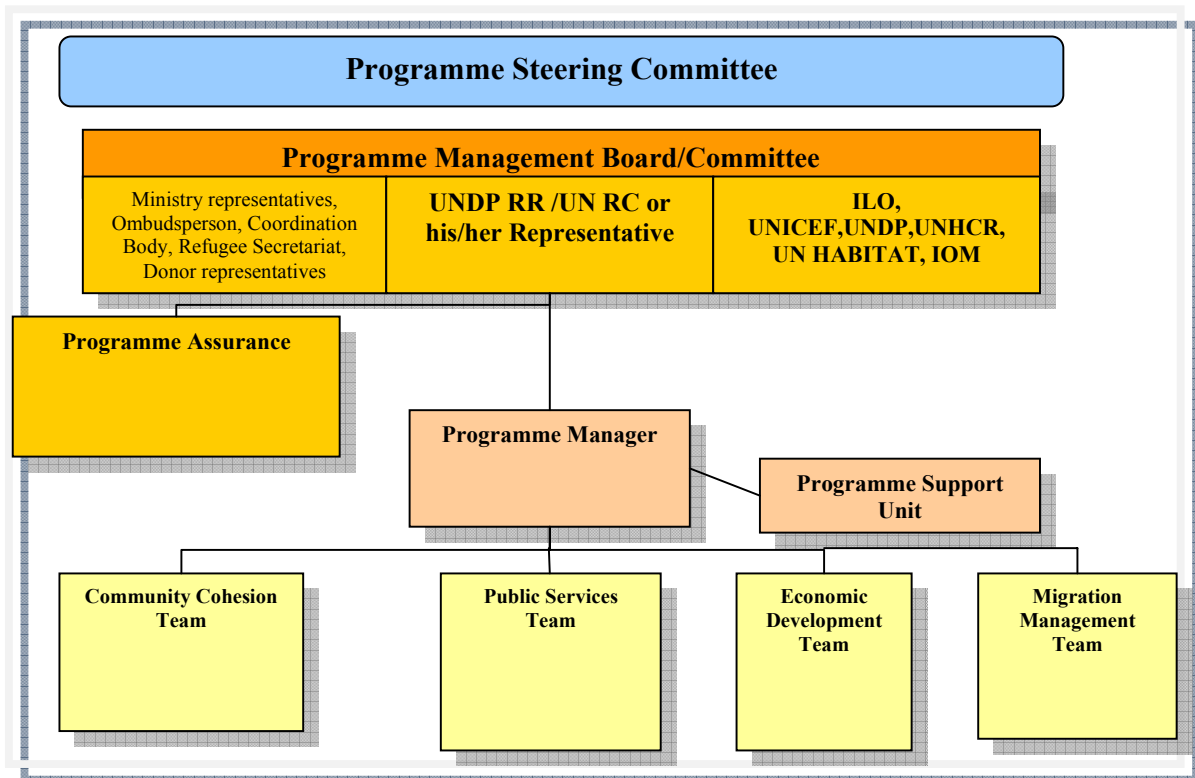 Programme Steering Committee
Programme Management Board/Committee
Ministry representatives,
Ombudsperson, Coordination
Body, Refugee Secretariat,
Donor representatives
UNDP RR /UN RC or
his/her Representative
ILO,
UNICEF,UNDP,UNHCR,
UN HABITAT, IOM
Programme Assurance
Programme Manager
Programme Support
Unit
Community Cohesion
Team
Public Services
Team
Economic
Development
Team
Migration
Management
Team